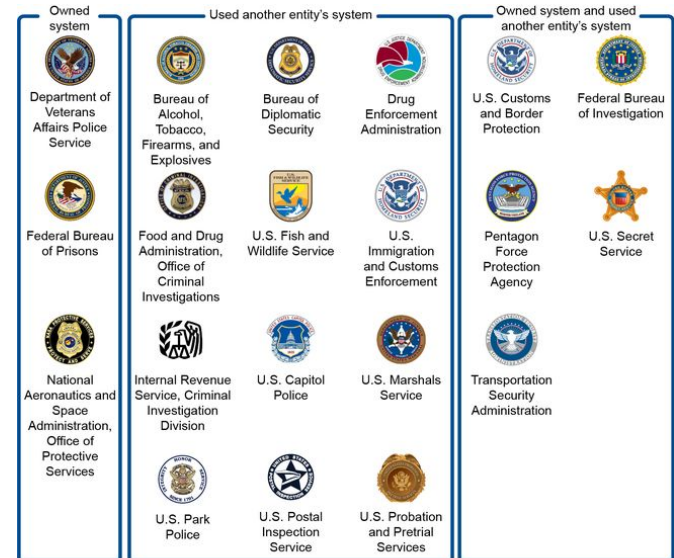 Owned
system
Used another entity's system
Owned system and used
another entity's system
Department of
Veterans
Affairs Police
Service
Bureau of
Alcohol,
Tobacco,
Firearms, and
Explosives
Bureau of
Diplomatic
Security
Drug
Enforcement
Administration
U.S. Customs
and Border
Protection
Federal Bureau
of Investigation
Federal Bureau
of Prisons
Food and Drug
Administration,
Office of
Criminal
Investigations
U.S. Fish and
Wildlife Service
U.S.
Immigration
and Customs
Enforcement
Pentagon
Force
Protection
Agency
U.S. Secret
Service
National
Aeronautics and
Space
Administration,
Office of
Protective
Services
Internal Revenue
Service, Criminal
Investigation
Division
U.S. Capitol
Police
U.S. Marshals
Service
Transportation
Security
Administration
U.S. Park
Police
U.S. Postal
Inspection
Service
U.S. Probation
and Pretrial
Services